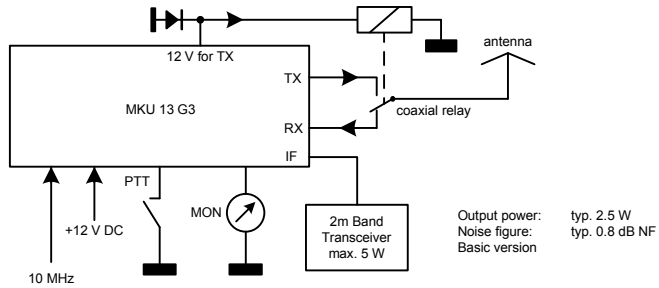 12 V for TX
antenna
TX
MKU 13 G3
coaxial relay
RX
IF
PTT
MON
+12 V DC
2m Band
Transceiver
max. 5 W
10 MHz
Output power: typ. 2.5 W
Noise figure: typ. 0.8 dB NF
Basic version